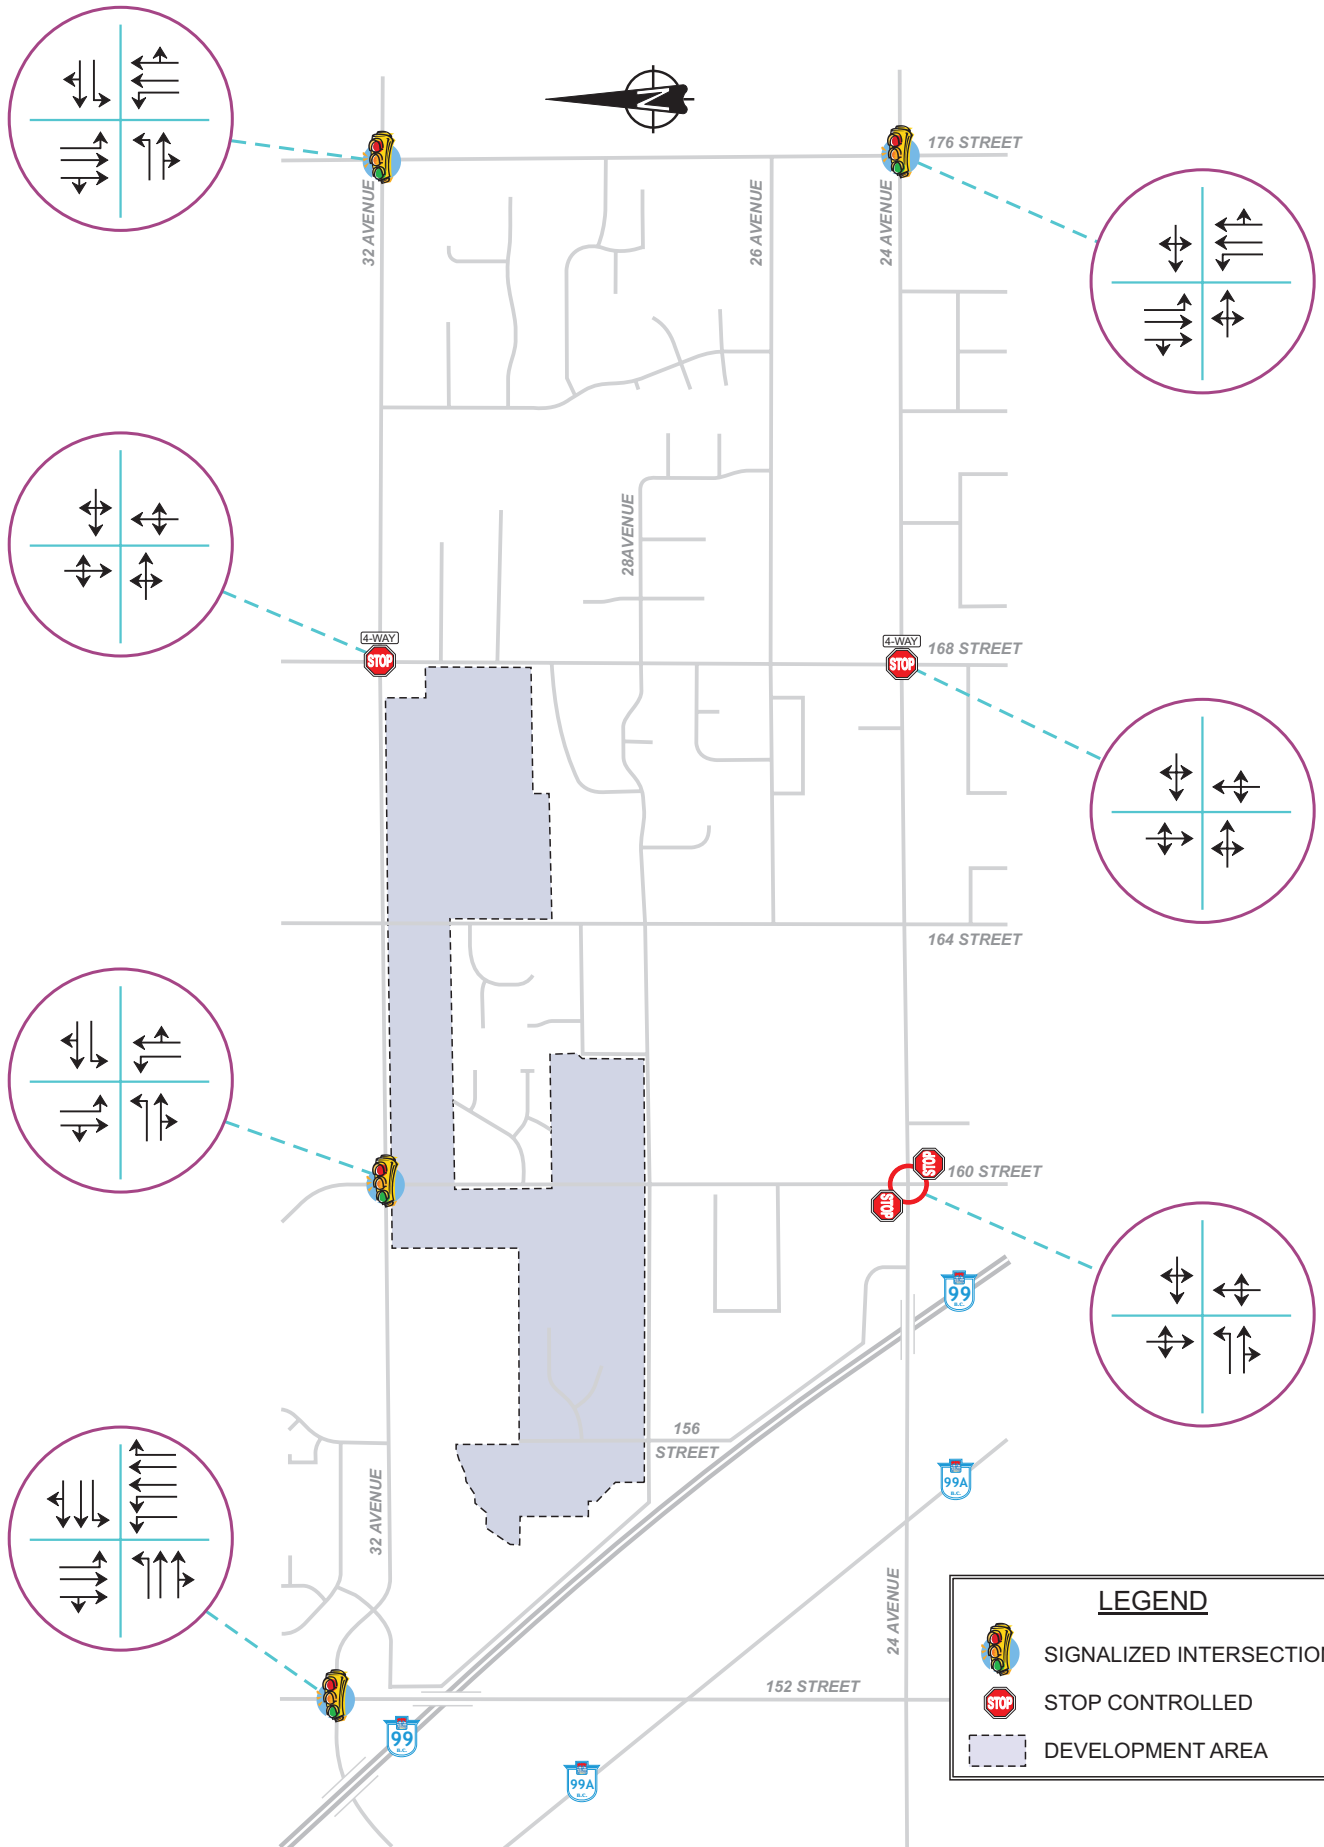 N
176 STREET
32 AVENUE
26 AVENUE
24 AVENUE
28AVENUE
4-WAY
STOP
4-WAY
STOP
168 STREET
164 STREET
STOP
160 STREET
STOP
99
B.C.
156
STREET
99A
B.C.
32 AVENUE
24 AVENUE
152 STREET
99
B.C.
99A
B.C.
LEGEND
SIGNALIZED INTERSECTION
STOP
STOP CONTROLLED
DEVELOPMENT AREA